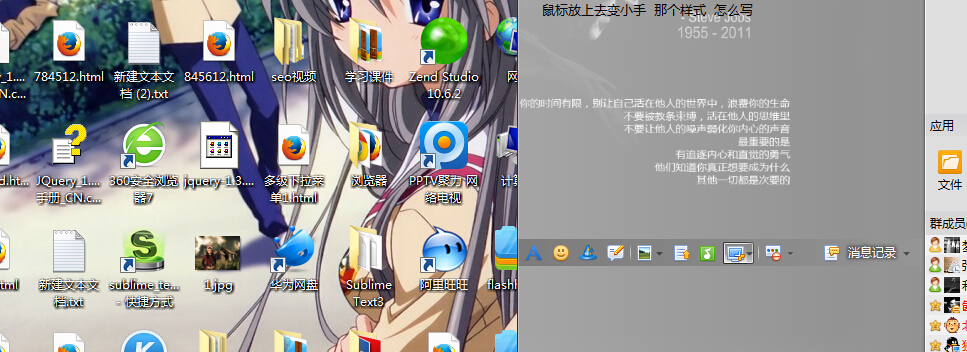 鼠标放上去变小手 那个样式 怎么写
- Steve Jobs
1955 - 2011
784512.html
新建文本文
档 (2).txt
845612.html
seo视频
学习课件
Zend Studio
10.6.2
你的时间有限，别让自己活在他人的世界中，浪费你的生命
不要被教条束缚，活在他人的思维里
不要让他人的噪声弱化你内心的声音
最重要的是
有追逐内心和直觉的勇气
他们知道你真正想要成为什么
其他一切都是次要的
应用
文件
JQuery_1....
手册_CN.c...
360安全浏览
器7
jquery-1.3....
多级下拉菜
单1.html
浏览器
PPTV聚力 网
络电视
群成员
消息记录
新建文本文
档.txt
sublime_te...
- 快捷方式
1.jpg
华为网盘
Sublime
Text3
阿里旺旺